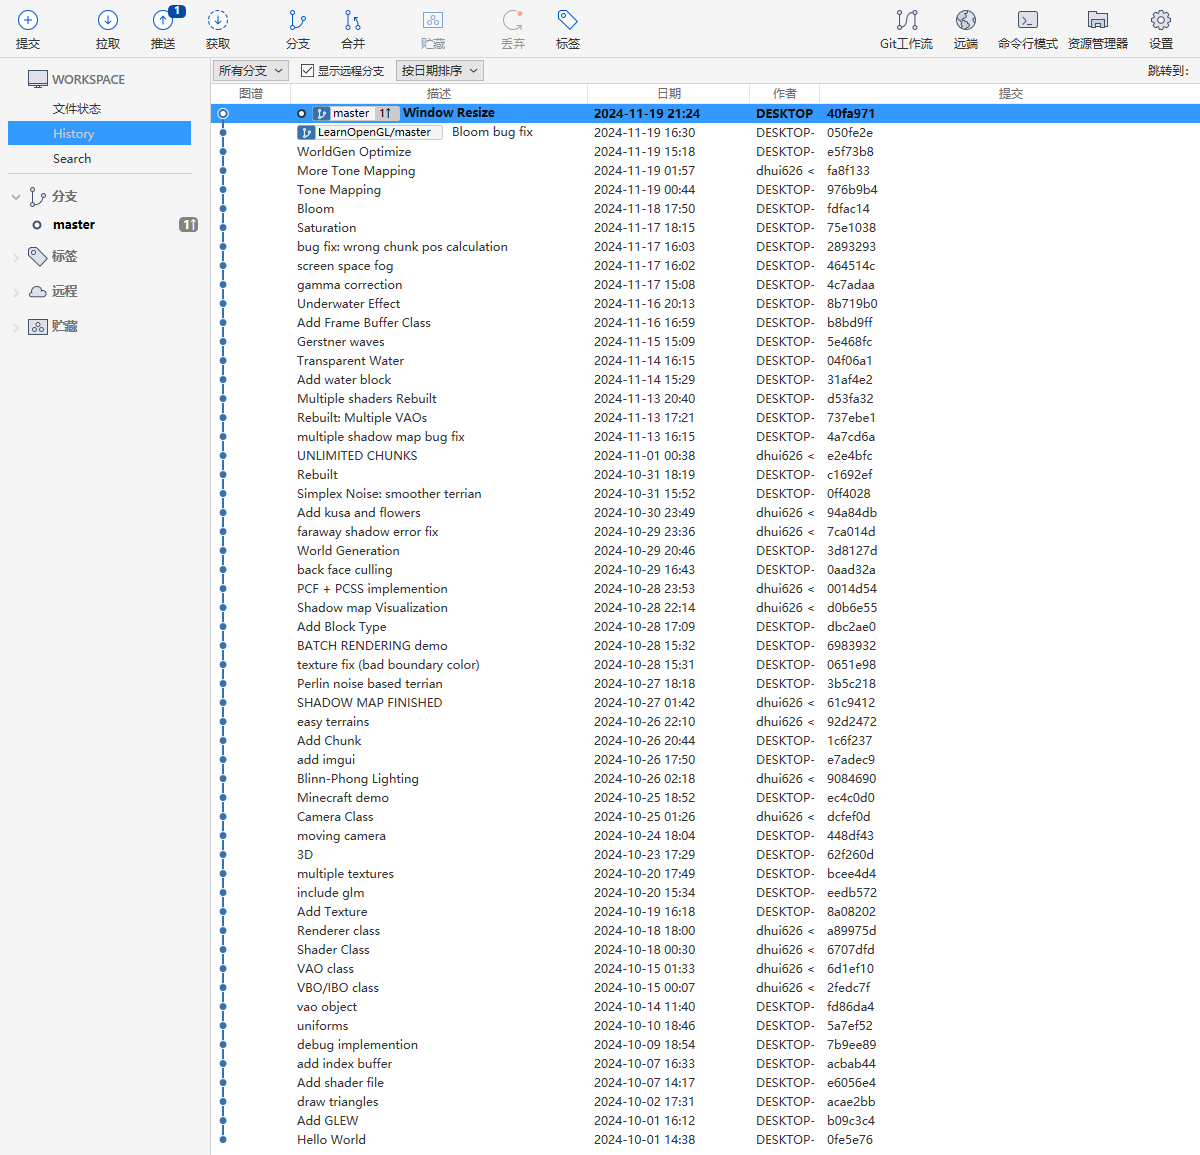 提交 拉取 推送 1 获取 分支 合并 贮藏 丢弃 标签 Git工作流 远端 命令行模式 资源管理器 设置
WORKSPACE
文件状态
History
Search
分支
master 1↑
标签
远程
贮藏
所有分支 显示远程分支 按日期排序 跳转到:
图谱 描述 日期 作者 提交
master 1↑ Window Resize 2024-11-19 21:24 DESKTOP 40fa971
LearnOpenGL/master Bloom bug fix 2024-11-19 16:30 DESKTOP- 050fe2e
WorldGen Optimize 2024-11-19 15:18 DESKTOP- e5f73b8
More Tone Mapping 2024-11-19 01:57 dhui626 < fa8f133
Tone Mapping 2024-11-19 00:44 DESKTOP- 976b9b4
Bloom 2024-11-18 17:50 DESKTOP- fdfac14
Saturation 2024-11-17 18:15 DESKTOP- 75e1038
bug fix: wrong chunk pos calculation 2024-11-17 16:03 DESKTOP- 2893293
screen space fog 2024-11-17 16:02 DESKTOP- 464514c
gamma correction 2024-11-17 15:08 DESKTOP- 4c7adaa
Underwater Effect 2024-11-16 20:13 DESKTOP- 8b719b0
Add Frame Buffer Class 2024-11-16 16:59 DESKTOP- b8bd9ff
Gerstner waves 2024-11-15 15:09 DESKTOP- 5e468fc
Transparent Water 2024-11-14 16:15 DESKTOP- 04f06a1
Add water block 2024-11-14 15:29 DESKTOP- 31af4e2
Multiple shaders Rebuilt 2024-11-13 20:40 DESKTOP- d53fa32
Rebuilt: Multiple VAOs 2024-11-13 17:21 DESKTOP- 737ebe1
multiple shadow map bug fix 2024-11-13 16:15 DESKTOP- 4a7cd6a
UNLIMITED CHUNKS 2024-11-01 00:38 dhui626 < e2e4bfc
Rebuilt 2024-10-31 18:19 DESKTOP- c1692ef
Simplex Noise: smoother terrian 2024-10-31 15:52 DESKTOP- 0ff4028
Add kusa and flowers 2024-10-30 23:49 dhui626 < 94a84db
faraway shadow error fix 2024-10-29 23:36 dhui626 < 7ca014d
World Generation 2024-10-29 20:46 DESKTOP- 3d8127d
back face culling 2024-10-29 16:43 DESKTOP- 0aad32a
PCF + PCSS implemention 2024-10-28 23:53 dhui626 < 0014d54
Shadow map Visualization 2024-10-28 22:14 dhui626 < d0b6e55
Add Block Type 2024-10-28 17:09 DESKTOP- dbc2ae0
BATCH RENDERING demo 2024-10-28 15:32 DESKTOP- 6983932
texture fix (bad boundary color) 2024-10-28 15:31 DESKTOP- 0651e98
Perlin noise based terrian 2024-10-27 18:18 DESKTOP- 3b5c218
SHADOW MAP FINISHED 2024-10-27 01:42 dhui626 < 61c9412
easy terrains 2024-10-26 22:10 dhui626 < 92d2472
Add Chunk 2024-10-26 20:44 DESKTOP- 1c6f237
add imgui 2024-10-26 17:50 DESKTOP- e7adec9
Blinn-Phong Lighting 2024-10-26 02:18 dhui626 < 9084690
Minecraft demo 2024-10-25 18:52 DESKTOP- ec4c0d0
Camera Class 2024-10-25 01:26 dhui626 < dcfef0d
moving camera 2024-10-24 18:04 DESKTOP- 448df43
3D 2024-10-23 17:29 DESKTOP- 62f260d
multiple textures 2024-10-20 17:49 DESKTOP- bcee4d4
include glm 2024-10-20 15:34 DESKTOP- eedb572
Add Texture 2024-10-19 16:18 DESKTOP- 8a08202
Renderer class 2024-10-18 18:00 dhui626 < a89975d
Shader Class 2024-10-18 00:30 dhui626 < 6707dfd
VAO class 2024-10-15 01:33 dhui626 < 6d1ef10
VBO/IBO class 2024-10-15 00:07 dhui626 < 2fedc7f
vao object 2024-10-14 11:40 DESKTOP- fd86da4
uniforms 2024-10-10 18:46 DESKTOP- 5a7ef52
debug implemention 2024-10-09 18:54 DESKTOP- 7b9ee89
add index buffer 2024-10-07 16:33 DESKTOP- acbab44
Add shader file 2024-10-07 14:17 DESKTOP- e6056e4
draw triangles 2024-10-02 17:31 DESKTOP- acae2bb
Add GLEW 2024-10-01 16:12 DESKTOP- b09c3c4
Hello World 2024-10-01 14:38 DESKTOP- 0fe5e76